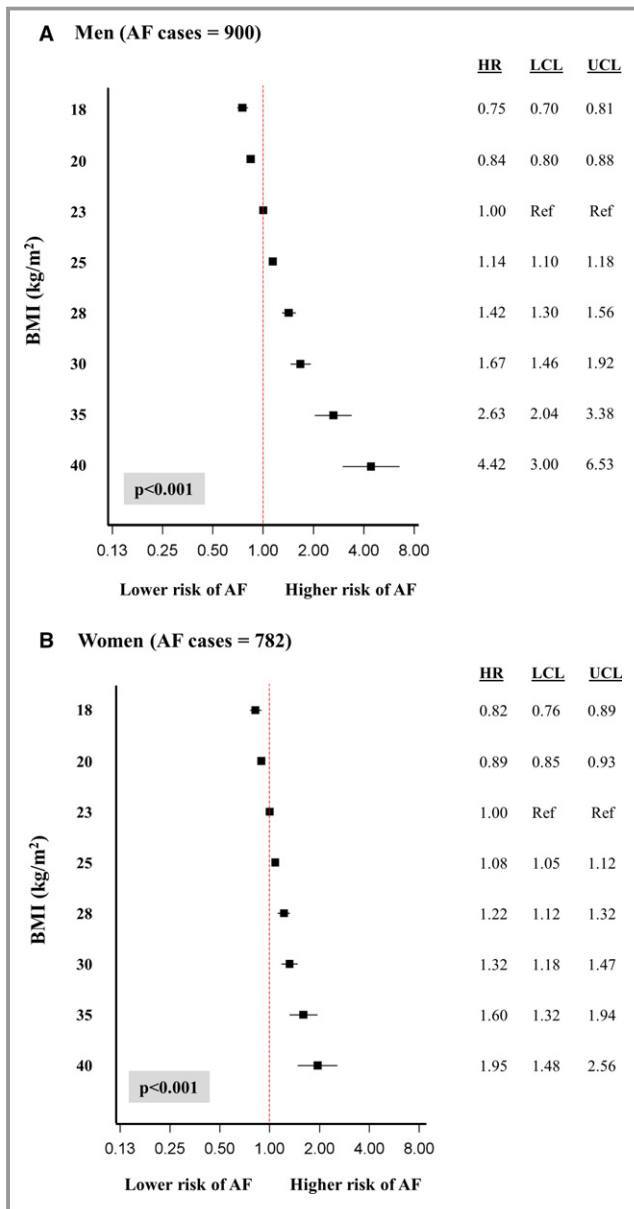 A Men (AF cases = 900)
HR LCL UCL
18 0.75 0.70 0.81
20 0.84 0.80 0.88
23 1.00 Ref Ref
25 1.14 1.10 1.18
28 1.42 1.30 1.56
30 1.67 1.46 1.92
35 2.63 2.04 3.38
40 4.42 3.00 6.53
BMI (kg/m²)
p<0.001
0.13 0.25 0.50 1.00 2.00 4.00 8.00
Lower risk of AF Higher risk of AF
B Women (AF cases = 782)
HR LCL UCL
18 0.82 0.76 0.89
20 0.89 0.85 0.93
23 1.00 Ref Ref
25 1.08 1.05 1.12
28 1.22 1.12 1.32
30 1.32 1.18 1.47
35 1.60 1.32 1.94
40 1.95 1.48 2.56
BMI (kg/m²)
p<0.001
0.13 0.25 0.50 1.00 2.00 4.00 8.00
Lower risk of AF Higher risk of AF